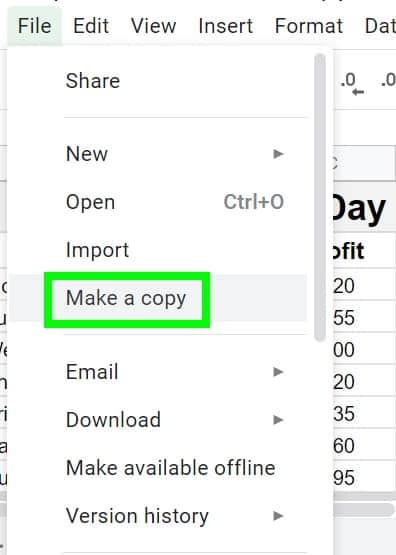 File Edit View Insert Format Dat
Share
.0 .0
New
Open Ctrl+O
Day
Import
ofit
Make a copy
20
55
00
Email
20
Download
35
Make available offline
60
95
Version history